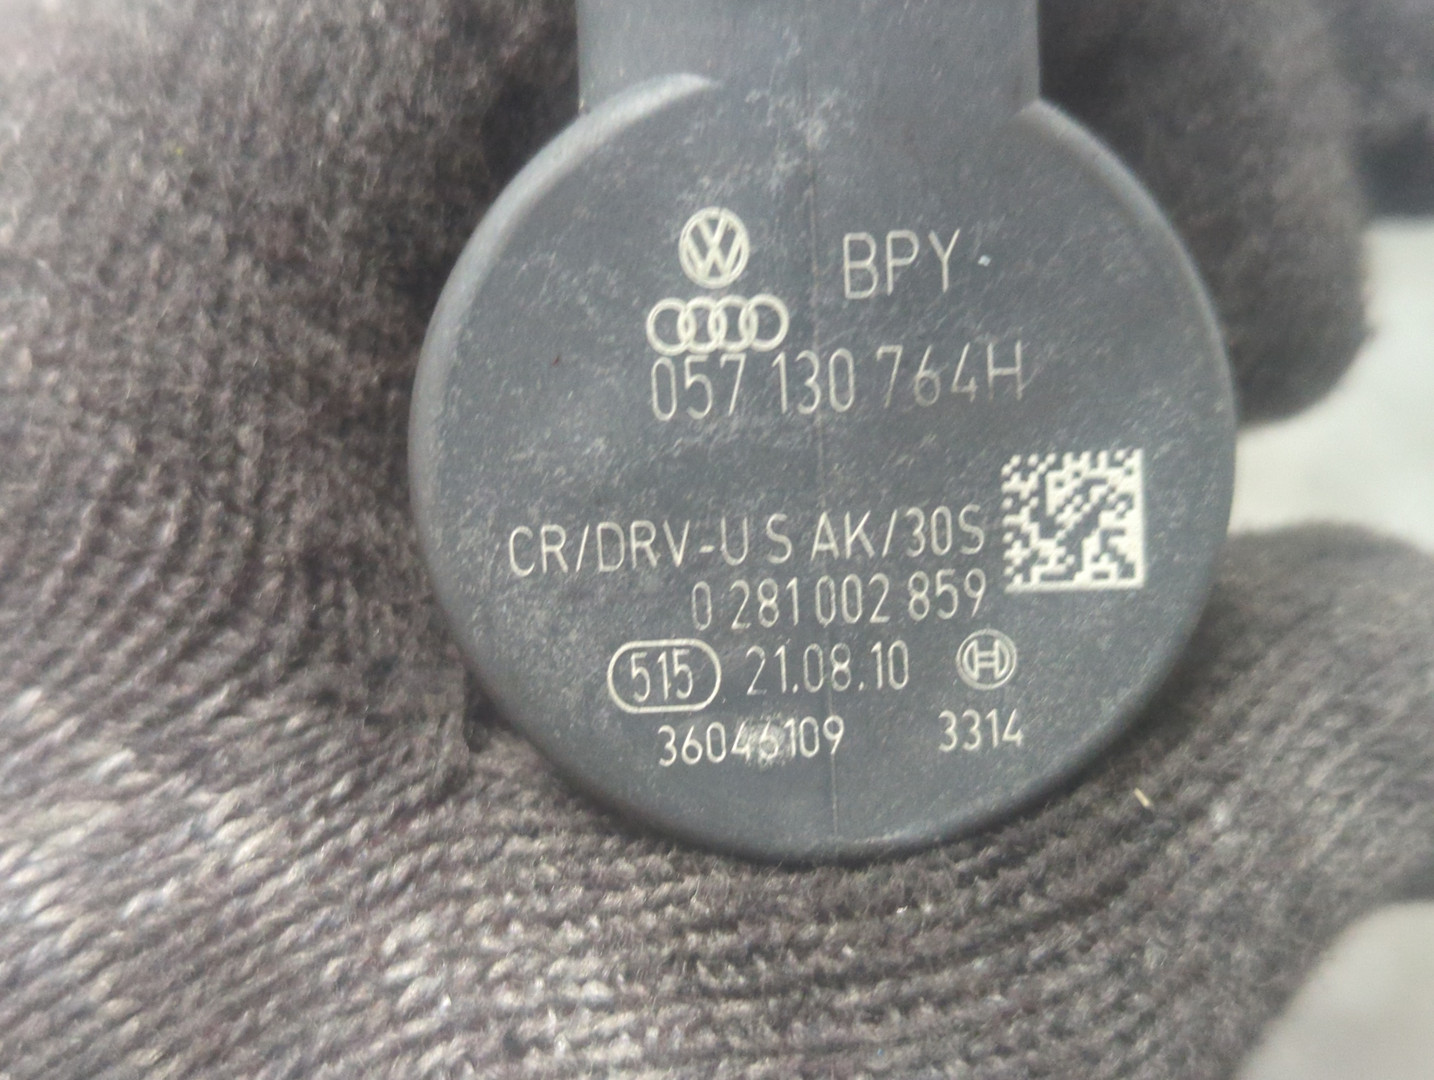 BPY
057 130 764H
CR/DRV-U S AK/30S
0 281 002 859
515 21.08.10
36046109 3314